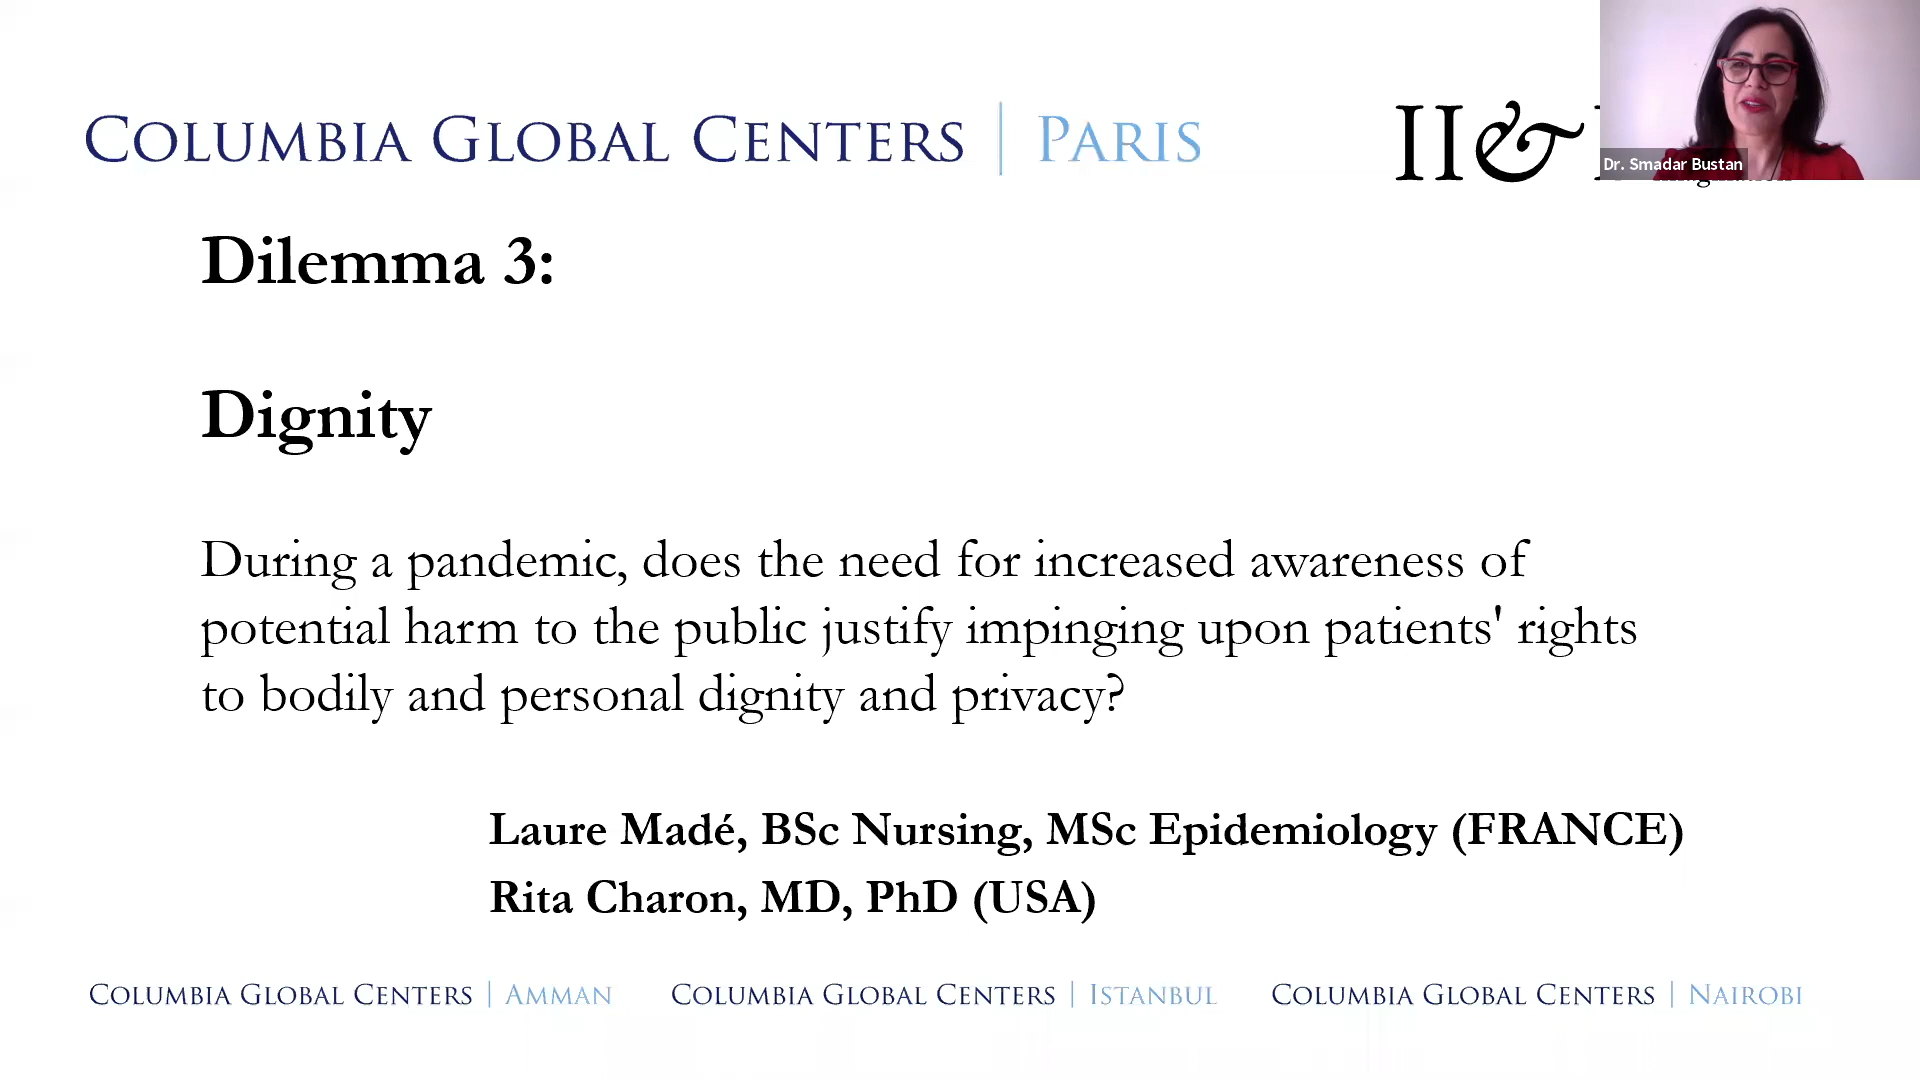 COLUMBIA GLOBAL CENTERS | PARIS
II&
Dr. Smadar Bustan
Dilemma 3:
Dignity
During a pandemic, does the need for increased awareness of
potential harm to the public justify impinging upon patients' rights
to bodily and personal dignity and privacy?
Laure Madé, BSc Nursing, MSc Epidemiology (FRANCE)
Rita Charon, MD, PhD (USA)
COLUMBIA GLOBAL CENTERS | AMMAN
COLUMBIA GLOBAL CENTERS | ISTANBUL
COLUMBIA GLOBAL CENTERS | NAIROBI